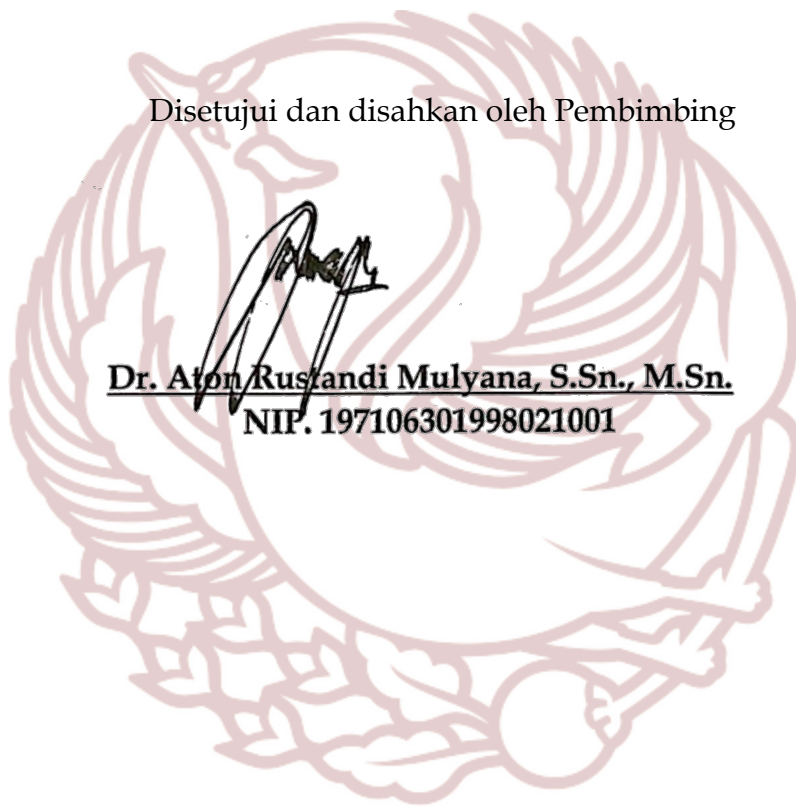 Disetujui dan disahkan oleh Pembimbing
Dr. Aton Rustandi Mulyana, S.Sn., M.Sn.
NIP. 197106301998021001